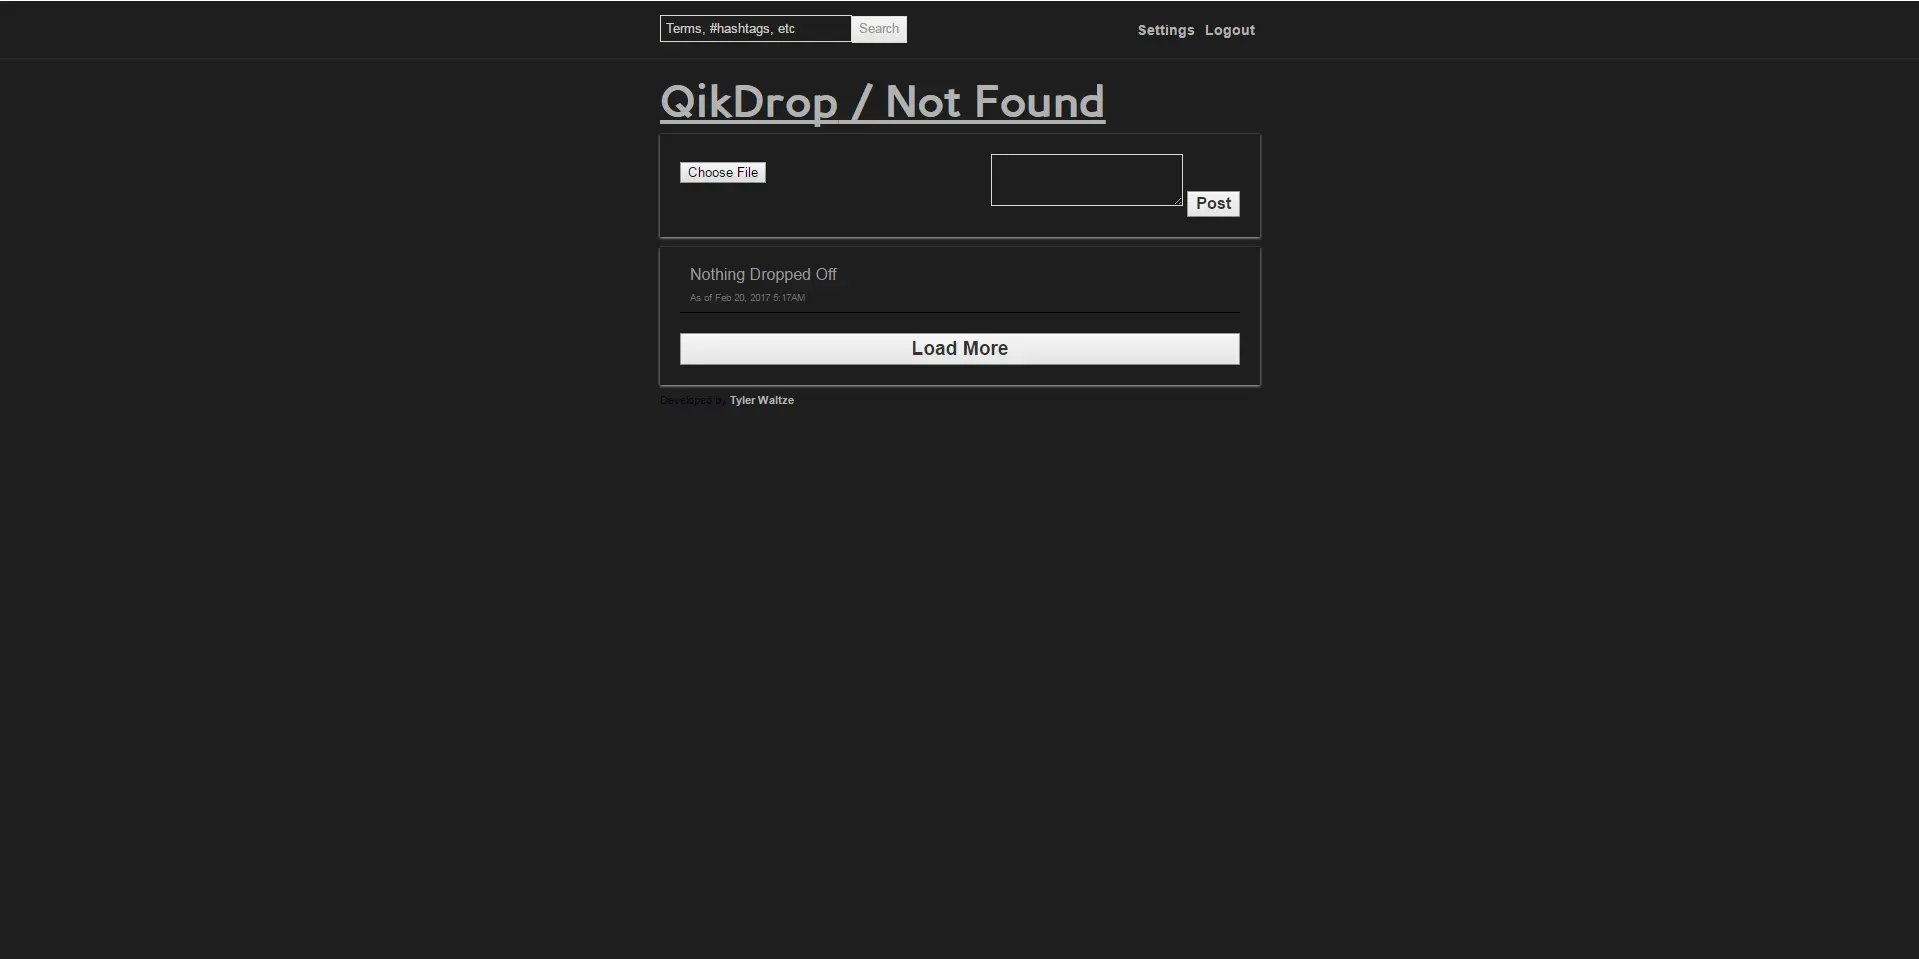 Terms, #hashtags, etc Search Settings Logout
QikDrop / Not Found
Choose File
Post
Nothing Dropped Off
As of Feb 20, 2017 5:17AM
Load More
Developed by Tyler Waltze